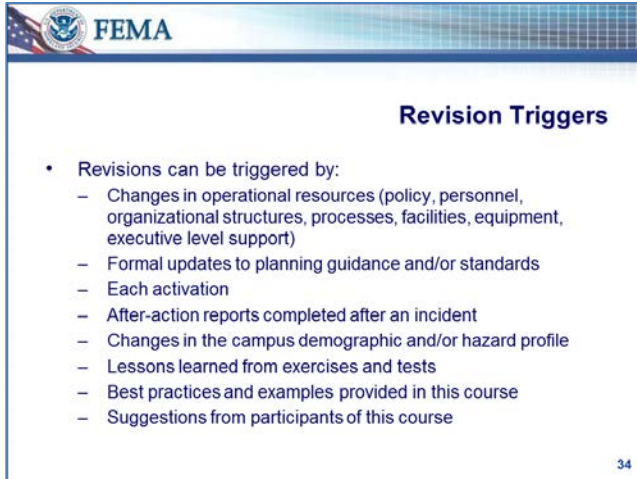 FEMA
Revision Triggers
• Revisions can be triggered by:
– Changes in operational resources (policy, personnel,
organizational structures, processes, facilities, equipment,
executive level support)
– Formal updates to planning guidance and/or standards
– Each activation
– After-action reports completed after an incident
– Changes in the campus demographic and/or hazard profile
– Lessons learned from exercises and tests
– Best practices and examples provided in this course
– Suggestions from participants of this course
34